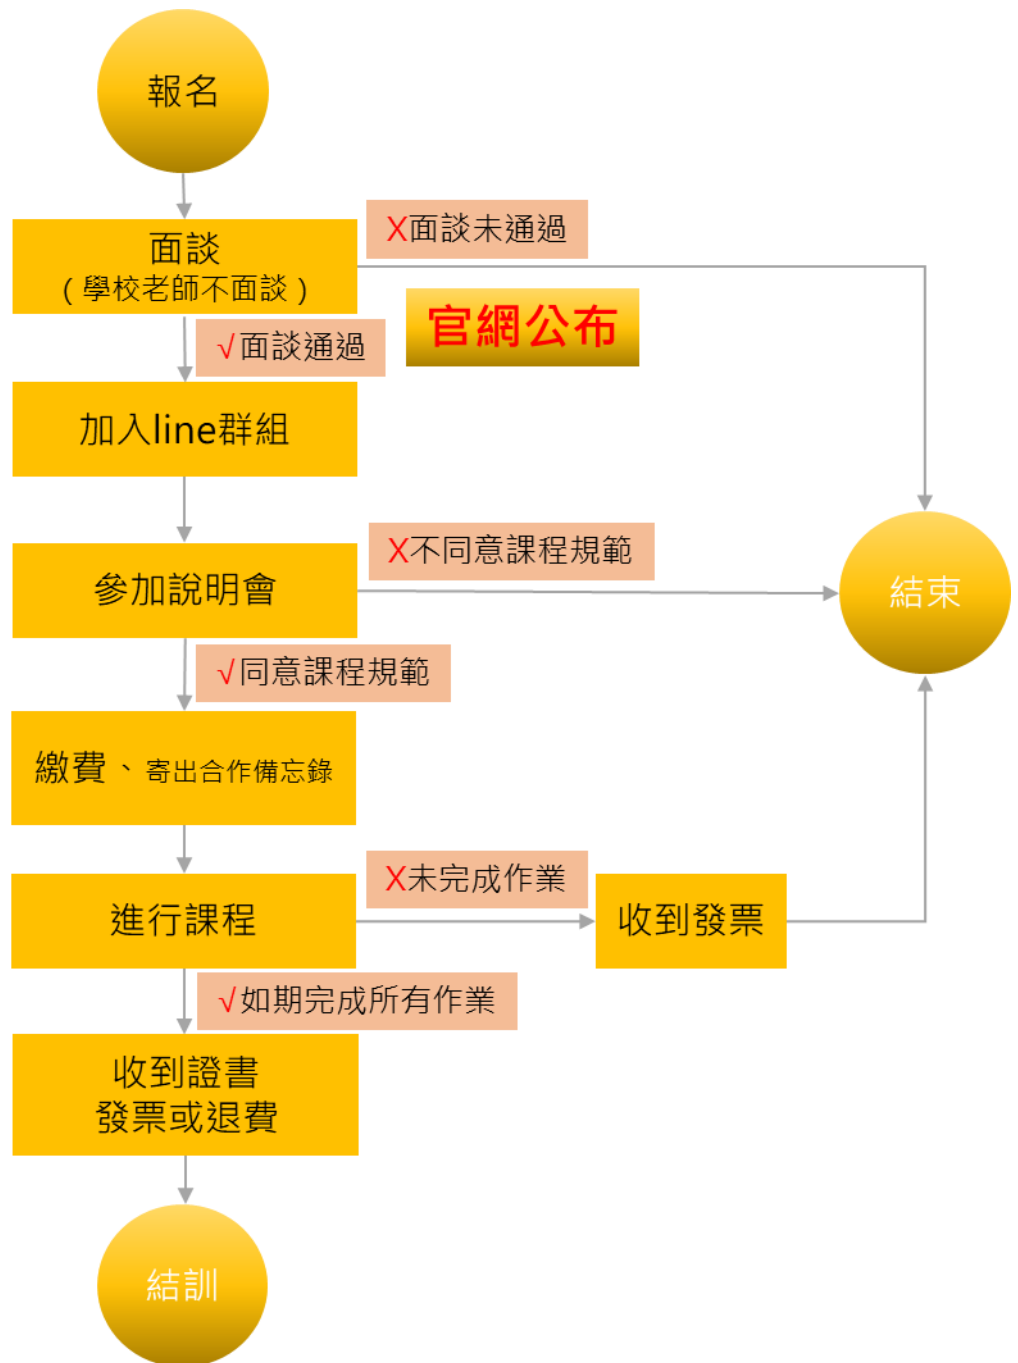 報名
X面談未通過
面談
(學校老師不面談)
官網公布
√面談通過
加入line群組
X不同意課程規範
參加說明會
結束
√同意課程規範
繳費、寄出合作備忘錄
X未完成作業
進行課程
收到發票
√如期完成所有作業
收到證書
發票或退費
結訓